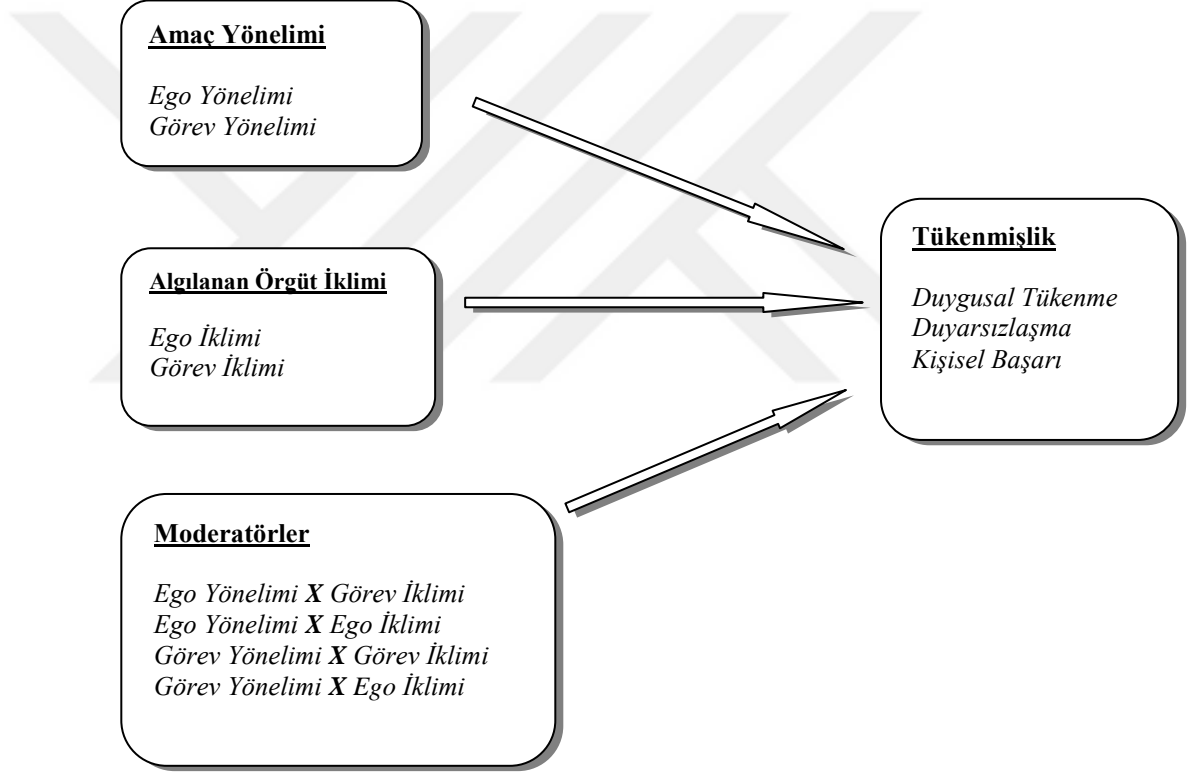 Amaç Yönelimi
Ego Yönelimi
Görev Yönelimi
Algılanan Örgüt İklimi
Ego İklimi
Görev İklimi
Moderatörler
Ego Yönelimi X Görev İklimi
Ego Yönelimi X Ego İklimi
Görev Yönelimi X Görev İklimi
Görev Yönelimi X Ego İklimi
Tükenmişlik
Duygusal Tükenme
Duyarsızlaşma
Kişisel Başarı